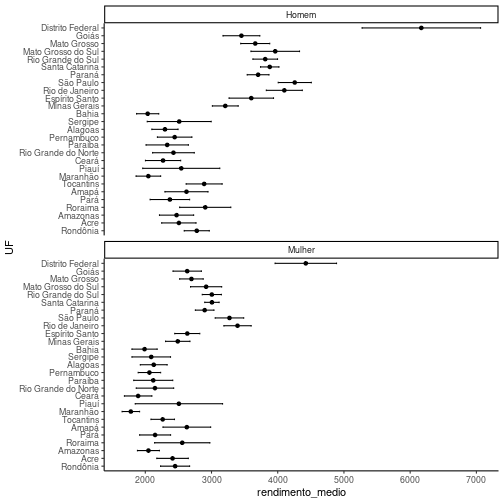 Homem
Distrito Federal
Goiás
Mato Grosso
Mato Grosso do Sul
Rio Grande do Sul
Santa Catarina
Paraná
São Paulo
Rio de Janeiro
Espírito Santo
Minas Gerais
Bahia
Sergipe
Alagoas
Pernambuco
Paraíba
Rio Grande do Norte
Ceará
Piauí
Maranhão
Tocantins
Amapá
Pará
Roraima
Amazonas
Acre
Rondônia
UF
Mulher
Distrito Federal
Goiás
Mato Grosso
Mato Grosso do Sul
Rio Grande do Sul
Santa Catarina
Paraná
São Paulo
Rio de Janeiro
Espírito Santo
Minas Gerais
Bahia
Sergipe
Alagoas
Pernambuco
Paraíba
Rio Grande do Norte
Ceará
Piauí
Maranhão
Tocantins
Amapá
Pará
Roraima
Amazonas
Acre
Rondônia
2000 3000 4000 5000 6000 7000
rendimento_medio